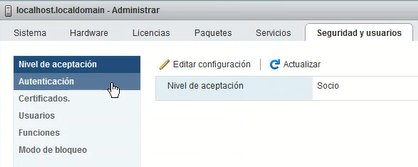 localhost.localdomain - Administrar
Sistema Hardware Licencias Paquetes Servicios Seguridad y usuarios
Nivel de aceptación
Autenticación
Certificados.
Usuarios
Funciones
Modo de bloqueo
Editar configuración Actualizar
Nivel de aceptación Socio